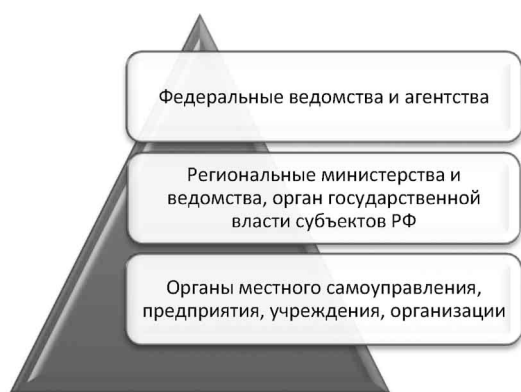 Федеральные ведомства и агентства
Региональные министерства и
ведомства, орган государственной
власти субъектов РФ
Органы местного самоуправления,
предприятия, учреждения, организации